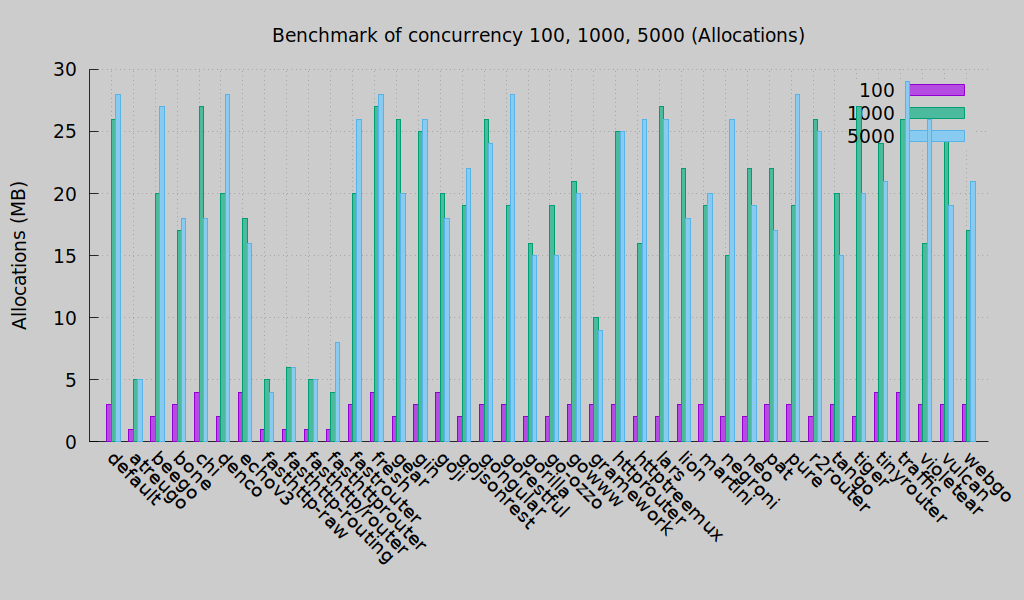 Benchmark of concurrency 100, 1000, 5000 (Allocations)
Allocations (MB)
30
25
20
15
10
5
0
100
1000
5000
default
atreugo
beego
bone
chi
denco
echov3
fasthttp-raw
fasthttp-routing
fasthttp/router
fasthttprouter
fastrouter
fresh
gear
gin
goji
gojsonrest
gongular
gorestful
gorilla
gorozzo
gowww
gramework
httprouter
httptreemux
lars
lion
martini
negroni
neo
pat
pure
r2router
tango
tiger
tinyrouter
traffic
violetear
vulcan
webgo